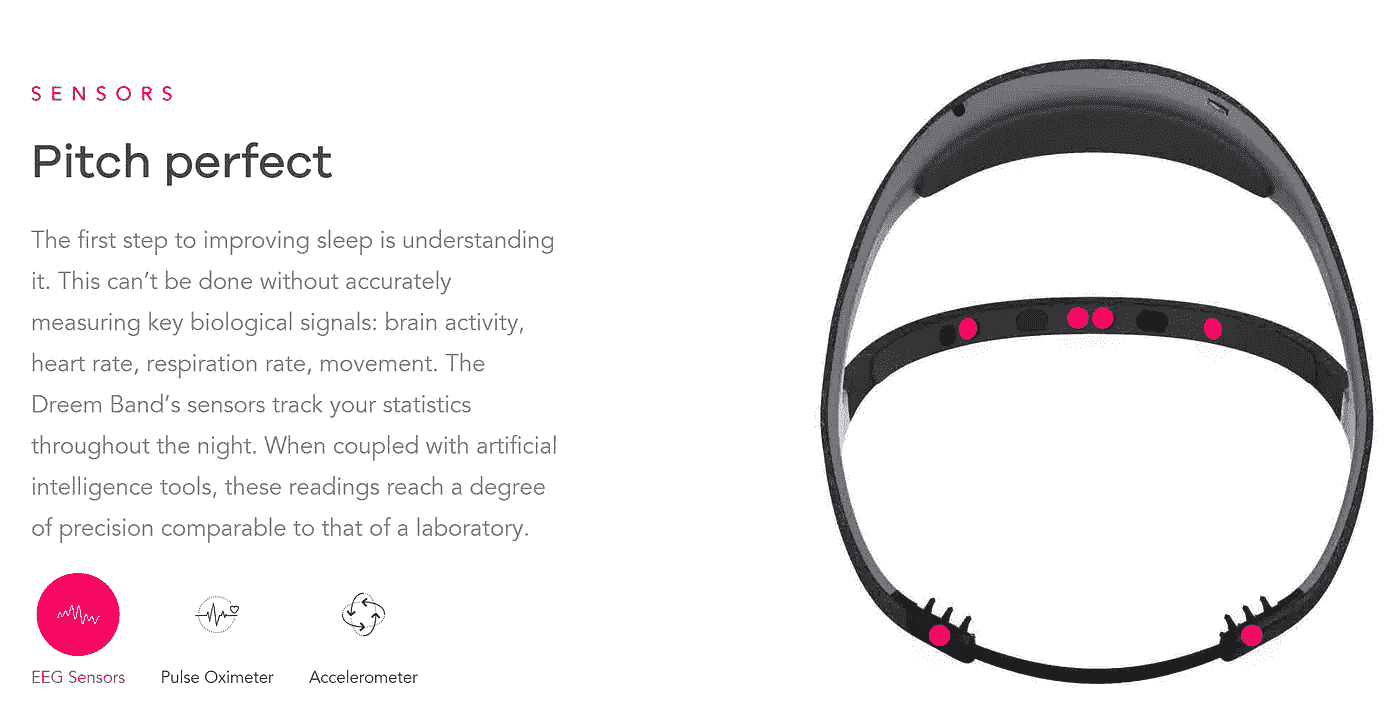 SENSORS
Pitch perfect
The first step to improving sleep is understanding
it. This can’t be done without accurately
measuring key biological signals: brain activity,
heart rate, respiration rate, movement. The
Dreem Band’s sensors track your statistics
throughout the night. When coupled with artificial
intelligence tools, these readings reach a degree
of precision comparable to that of a laboratory.
EEG Sensors
Pulse Oximeter
Accelerometer